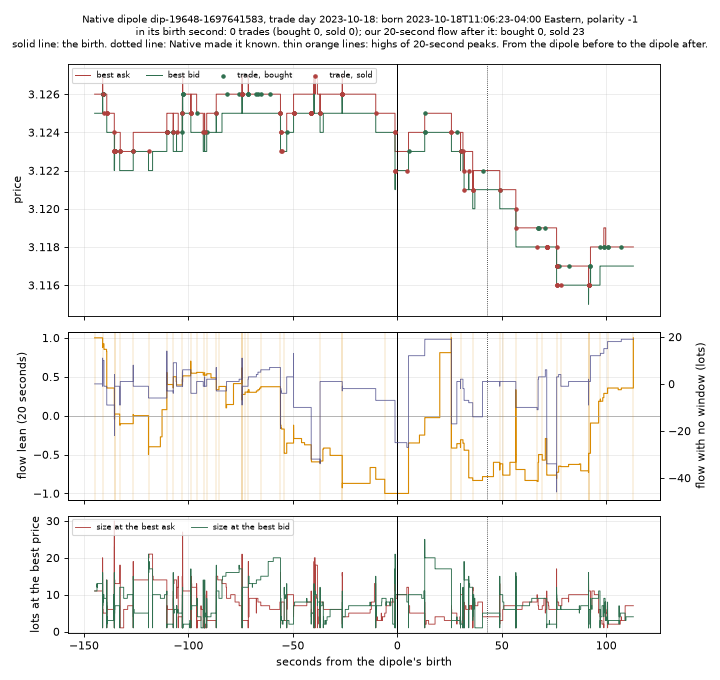 Native dipole dip-19648-1697641583, trade day 2023-10-18: born 2023-10-18T11:06:23-04:00 Eastern, polarity -1
in its birth second: 0 trades (bought 0, sold 0); our 20-second flow after it: bought 0, sold 23
solid line: the birth. dotted line: Native made it known. thin orange lines: highs of 20-second peaks. From the dipole before to the dipole after.
best ask best bid trade, bought trade, sold
3.126
3.124
3.122
3.120
3.118
3.116
price
1.0
0.5
0.0
−0.5
−1.0
flow lean (20 seconds)
20
0
−20
−40
flow with no window (lots)
size at the best ask size at the best bid
30
20
10
0
lots at the best price
−150 −100 −50 0 50 100
seconds from the dipole's birth